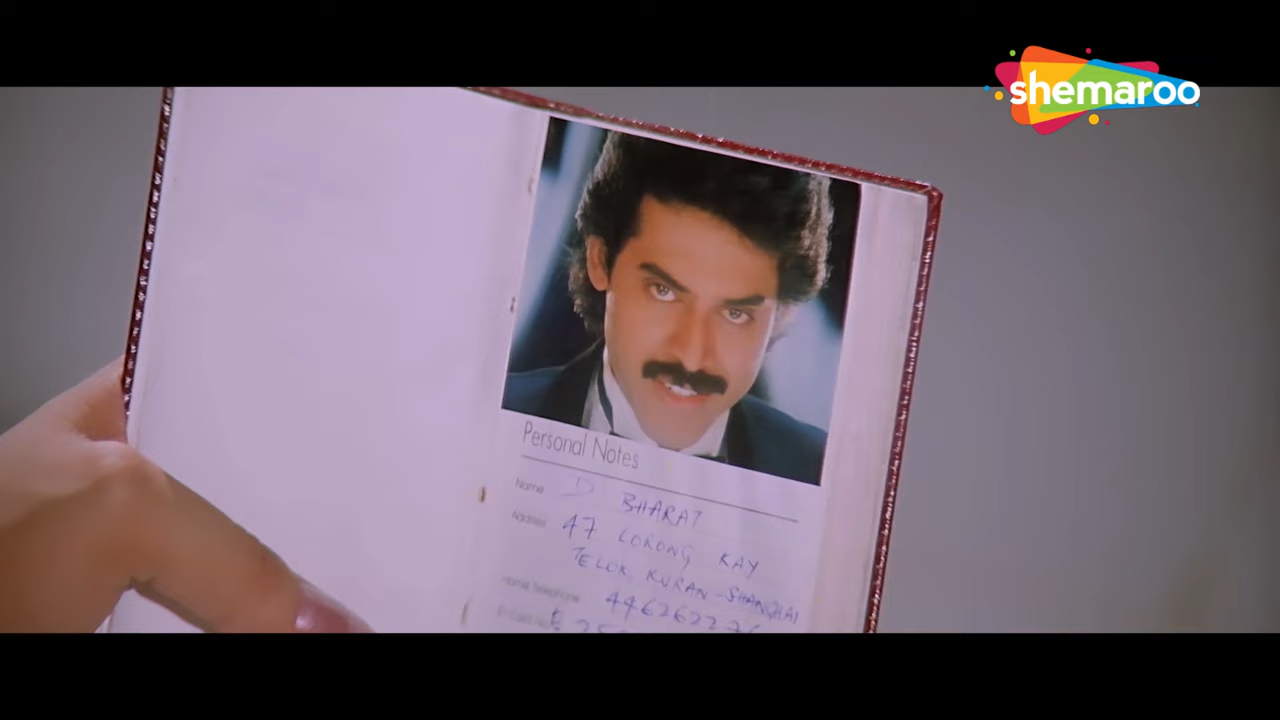 shemaroo
Personal Notes
Name D BHARAT
Address 47 LORONG KAY
TELOK KURAN-SHANGHAI
Home Telephone 44626227